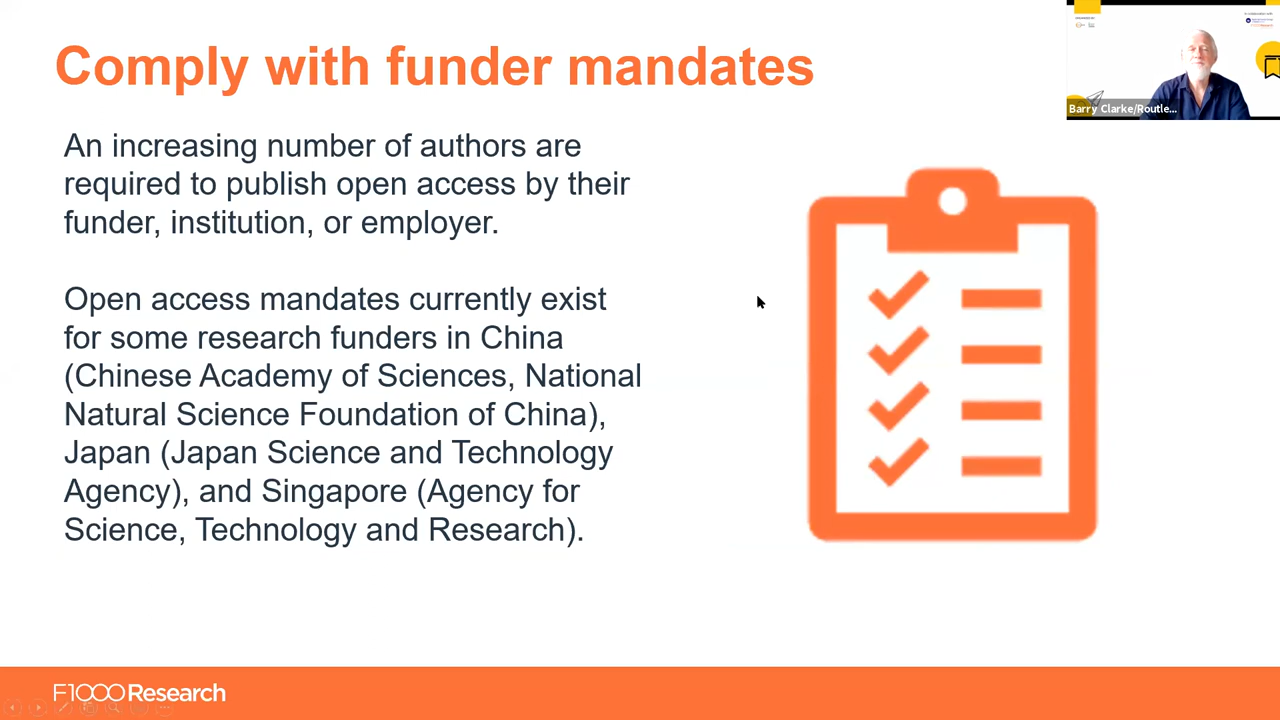 Comply with funder mandates
An increasing number of authors are
required to publish open access by their
funder, institution, or employer.
Open access mandates currently exist
for some research funders in China
(Chinese Academy of Sciences, National
Natural Science Foundation of China),
Japan (Japan Science and Technology
Agency), and Singapore (Agency for
Science, Technology and Research).
Barry Clarke/Routle...
F1000Research